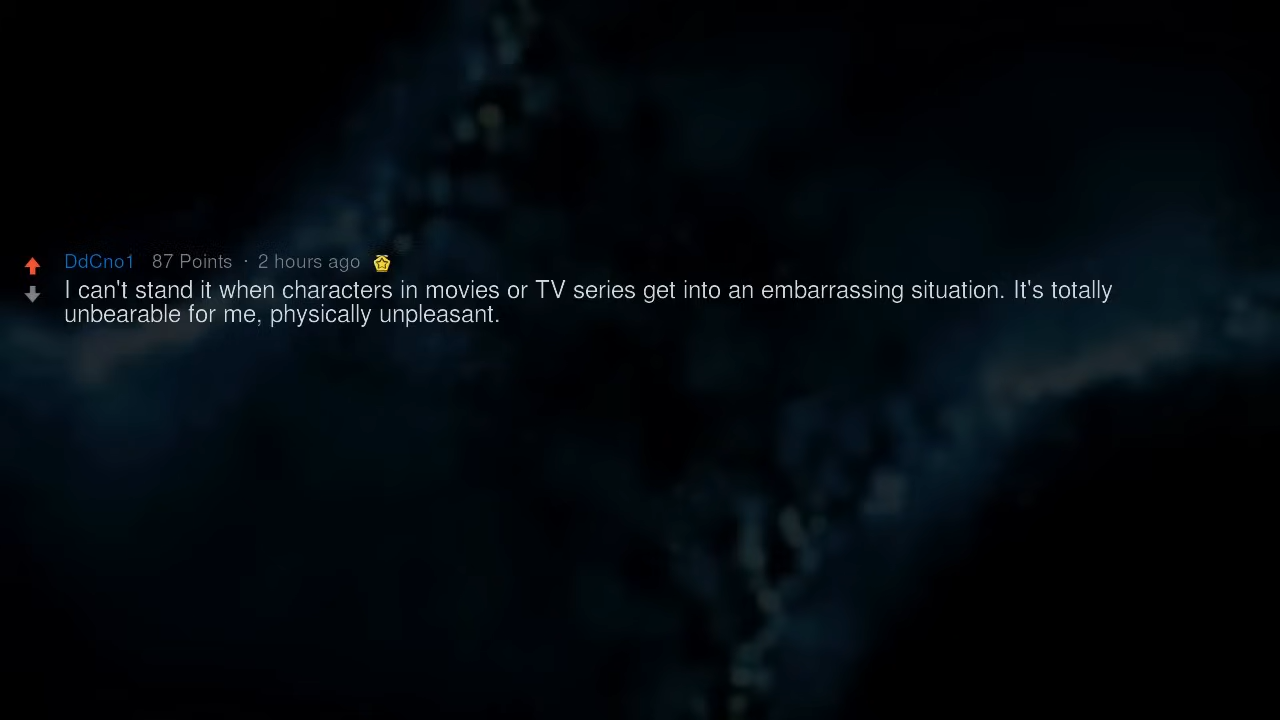 DdCno1 87 Points · 2 hours ago
I can't stand it when characters in movies or TV series get into an embarrassing situation. It's totally
unbearable for me, physically unpleasant.